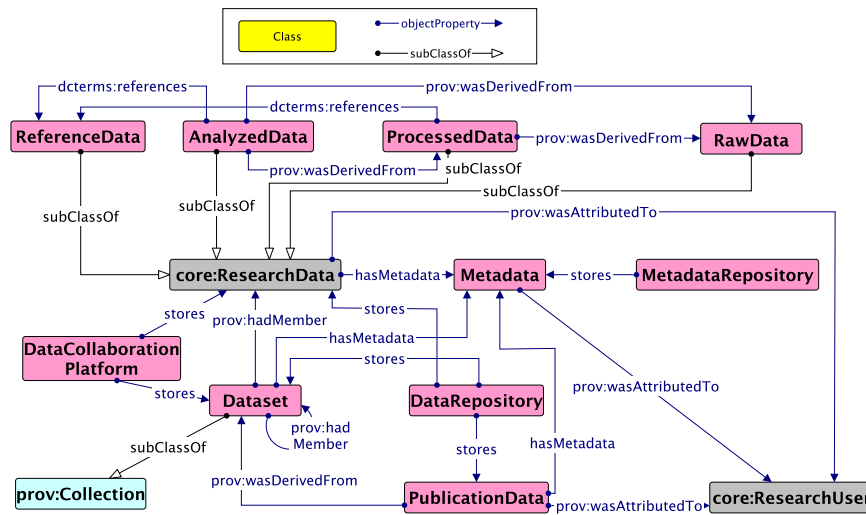 Class
objectProperty
subClassOf
dcterms:references
prov:wasDerivedFrom
dcterms:references
ReferenceData
AnalyzedData
ProcessedData
prov:wasDerivedFrom
RawData
prov:wasDerivedFrom
subClassOf
subClassOf
subClassOf
subClassOf
prov:wasAttributedTo
core:ResearchData
hasMetadata
Metadata
stores
MetadataRepository
stores
prov:hadMember
stores
hasMetadata
DataCollaboration
Platform
stores
stores
prov:wasAttributedTo
Dataset
DataRepository
prov:had
Member
subClassOf
stores
hasMetadata
prov:wasDerivedFrom
prov:Collection
PublicationData
prov:wasAttributedTo
core:ResearchUser